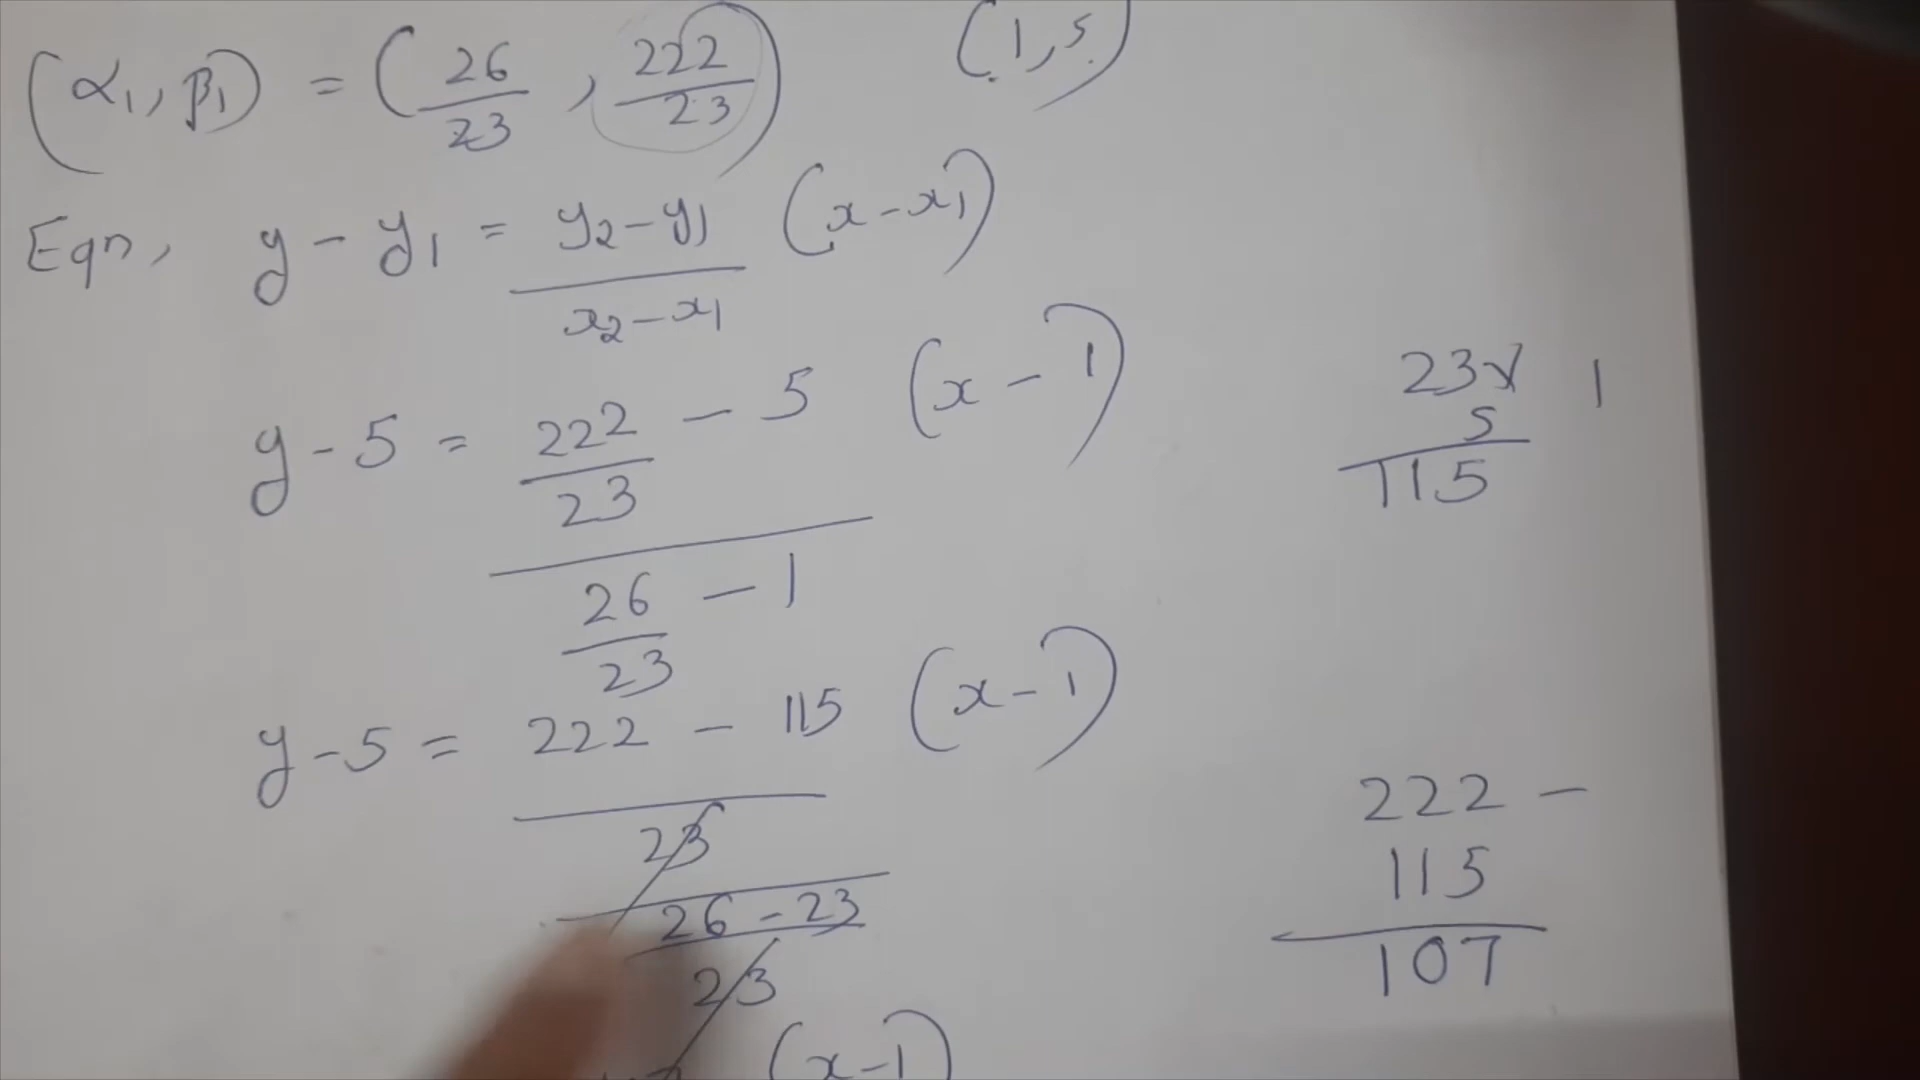 (α1, β1) = (26/23, 222/23) (1, 5)
Eqn, y - y1 = y2 - y1 / x2 - x1 (x - x1)
y - 5 = 222/23 - 5 / 26/23 - 1 (x - 1)
23 x 1
5
115
y - 5 = 222 - 115 / 23 / 26 - 23 / 23 (x - 1)
222 -
115
107
(x - 1)